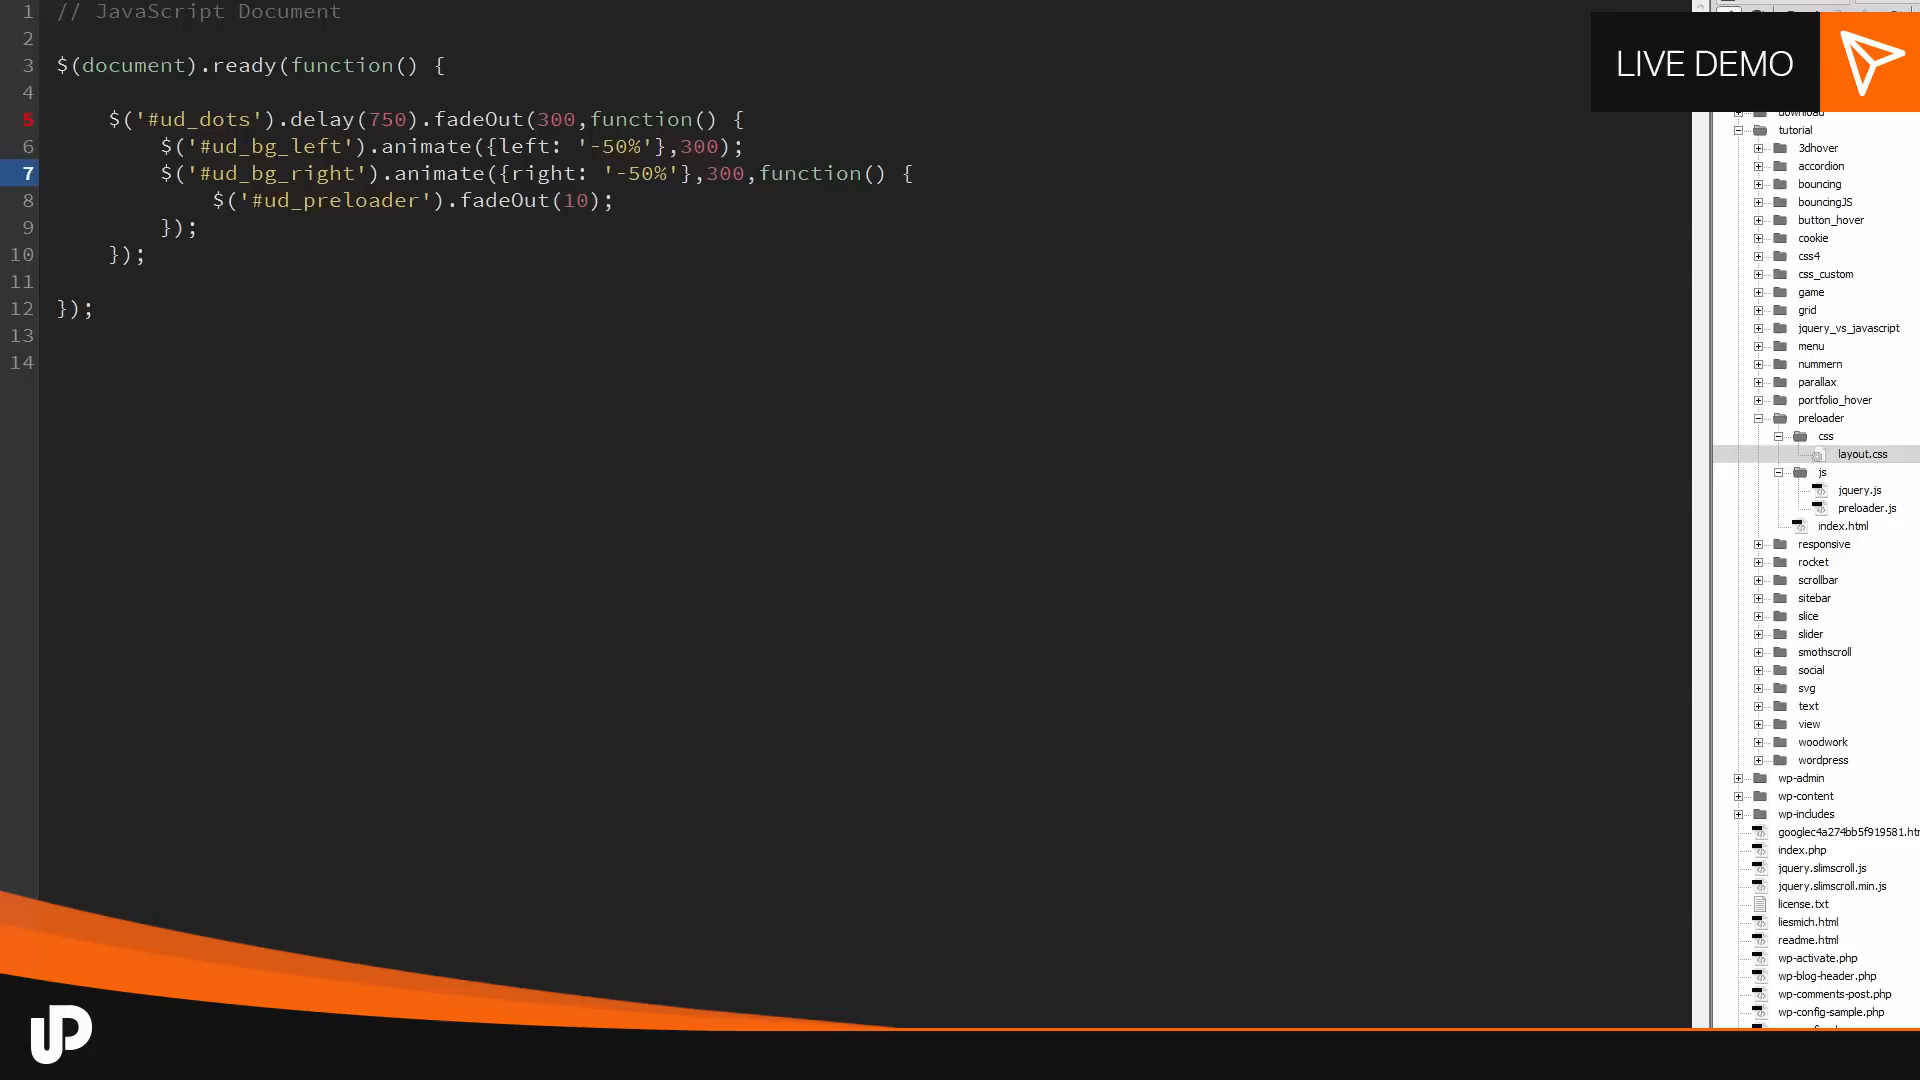 1 // JavaScript Document
2
3 $(document).ready(function() {
4
5 $('#ud_dots').delay(750).fadeOut(300,function() {
6 $('#ud_bg_left').animate({left: '-50%'},300);
7 $('#ud_bg_right').animate({right: '-50%'},300,function() {
8 $('#ud_preloader').fadeOut(10);
9 });
10 });
11
12 });
13
14
LIVE DEMO
download
tutorial
3dhover
accordion
bouncing
bouncingJS
button_hover
cookie
css4
css_custom
game
grid
jquery_vs_javascript
menu
nummern
parallax
portfolio_hover
preloader
css
layout.css
js
jquery.js
preloader.js
index.html
responsive
rocket
scrollbar
sitebar
slice
slider
smothscroll
social
svg
text
view
woodwork
wordpress
wp-admin
wp-content
wp-includes
googlec4a274bb5f919581.htm
index.php
jquery.slimscroll.js
jquery.slimscroll.min.js
license.txt
liesmich.html
readme.html
wp-activate.php
wp-blog-header.php
wp-comments-post.php
wp-config-sample.php
UP